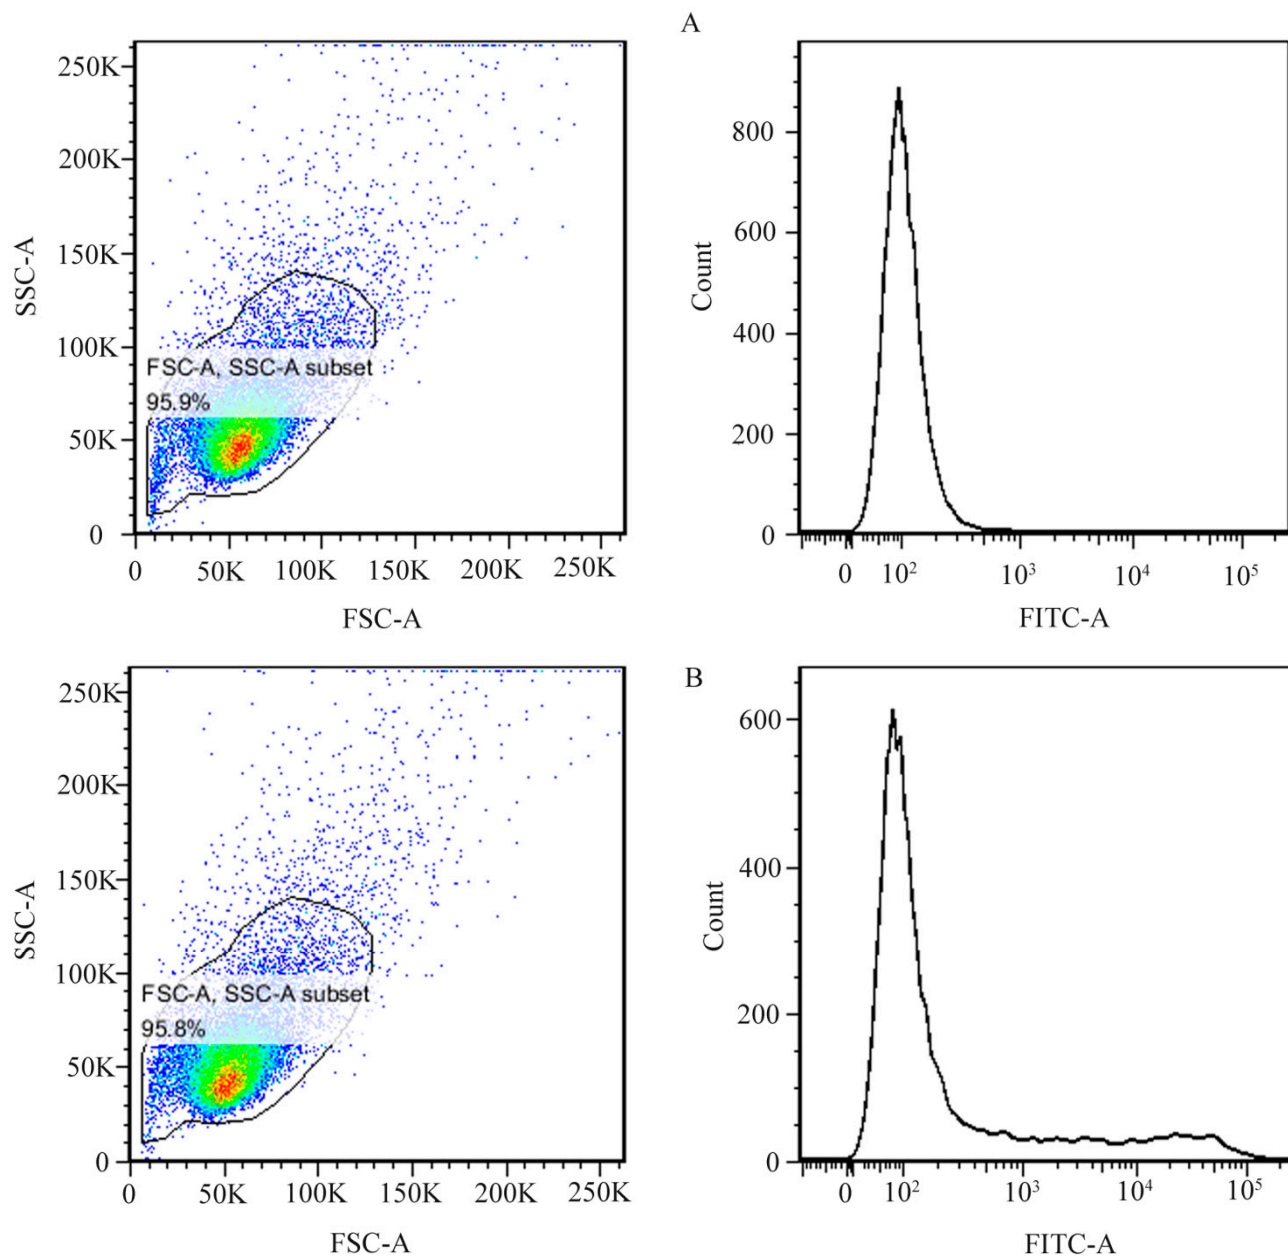 A
250K
200K
150K
100K
50K
0
SSC-A
FSC-A, SSC-A subset
95.9%
0 50K 100K 150K 200K 250K
FSC-A
800
600
400
200
0
Count
0 10² 10³ 10⁴ 10⁵
FITC-A
B
250K
200K
150K
100K
50K
0
SSC-A
FSC-A, SSC-A subset
95.8%
0 50K 100K 150K 200K 250K
FSC-A
600
400
200
0
Count
0 10² 10³ 10⁴ 10⁵
FITC-A